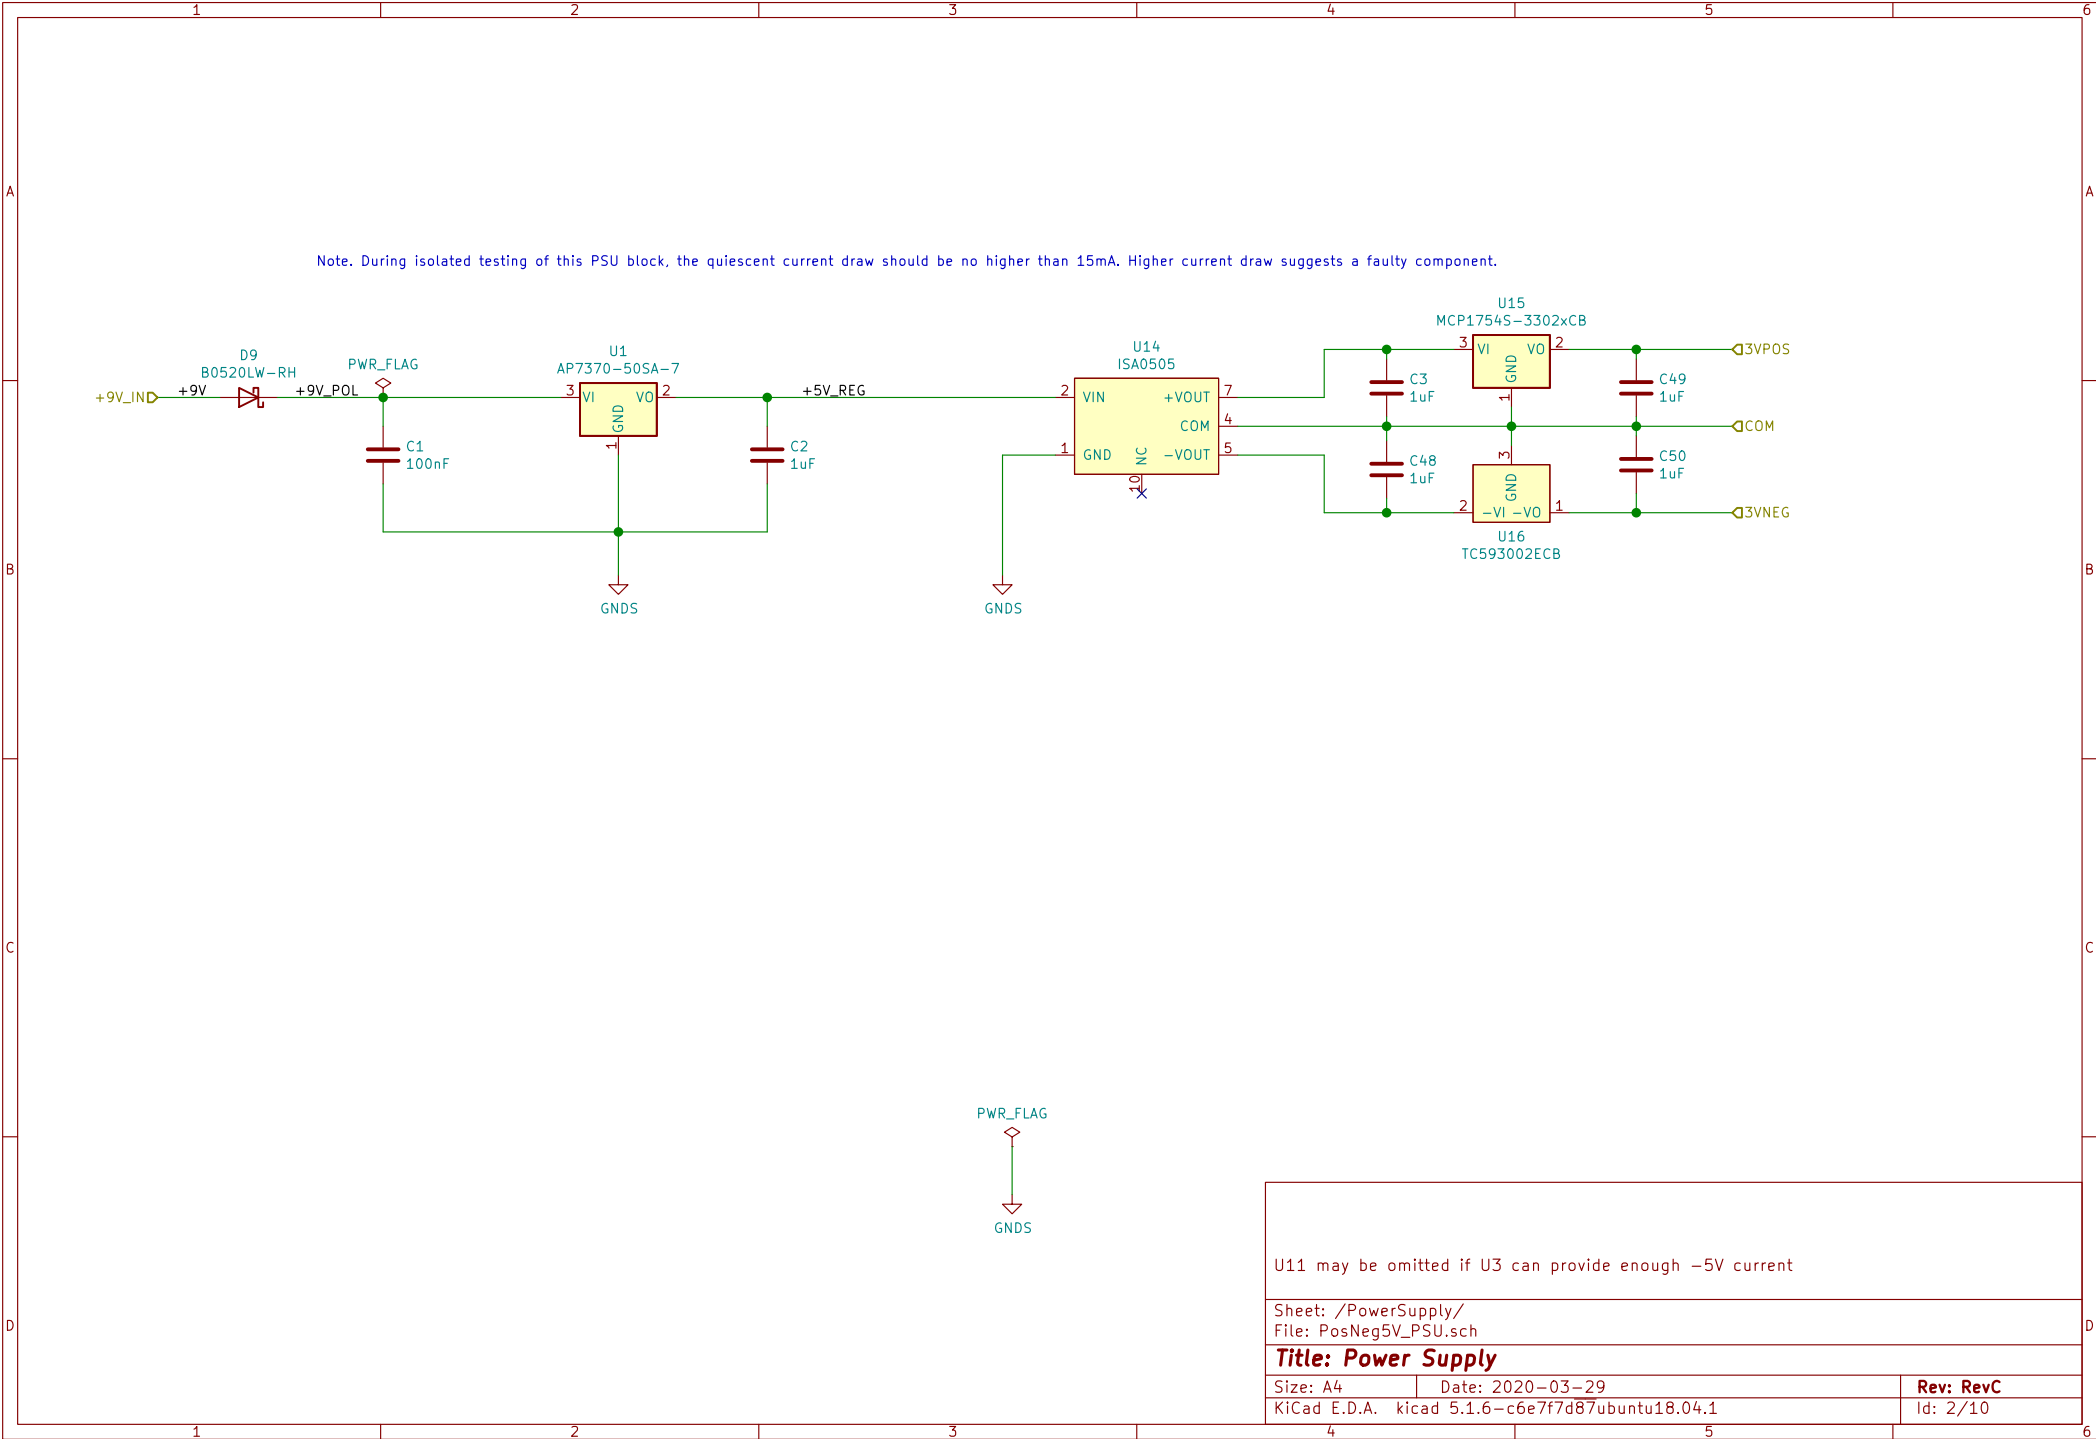 1 2 3 4 5 6
A A
Note. During isolated testing of this PSU block, the quiescent current draw should be no higher than 15mA. Higher current draw suggests a faulty component.
D9
B0520LW-RH
+9V_IN
+9V
+9V_POL
PWR_FLAG
C1
100nF
U1
AP7370-50SA-7
3 VI VO 2
GND
1
GNDS
C2
1uF
+5V_REG
U14
ISA0505
2 VIN +VOUT 7
COM 4
1 GND -VOUT 5
NC
10
GNDS
U15
MCP1754S-3302xCB
3 VI VO 2
GND
1
C3
1uF
C49
1uF
3VPOS
COM
C48
1uF
C50
1uF
3
GND
2 -VI -VO 1
U16
TC593002ECB
3VNEG
B B
C C
PWR_FLAG
GNDS
U11 may be omitted if U3 can provide enough -5V current
Sheet: /PowerSupply/
File: PosNeg5V_PSU.sch
Title: Power Supply
Size: A4 Date: 2020-03-29 Rev: RevC
KiCad E.D.A. kicad 5.1.6-c6e7f7d87ubuntu18.04.1 Id: 2/10
D D
1 2 3 4 5 6